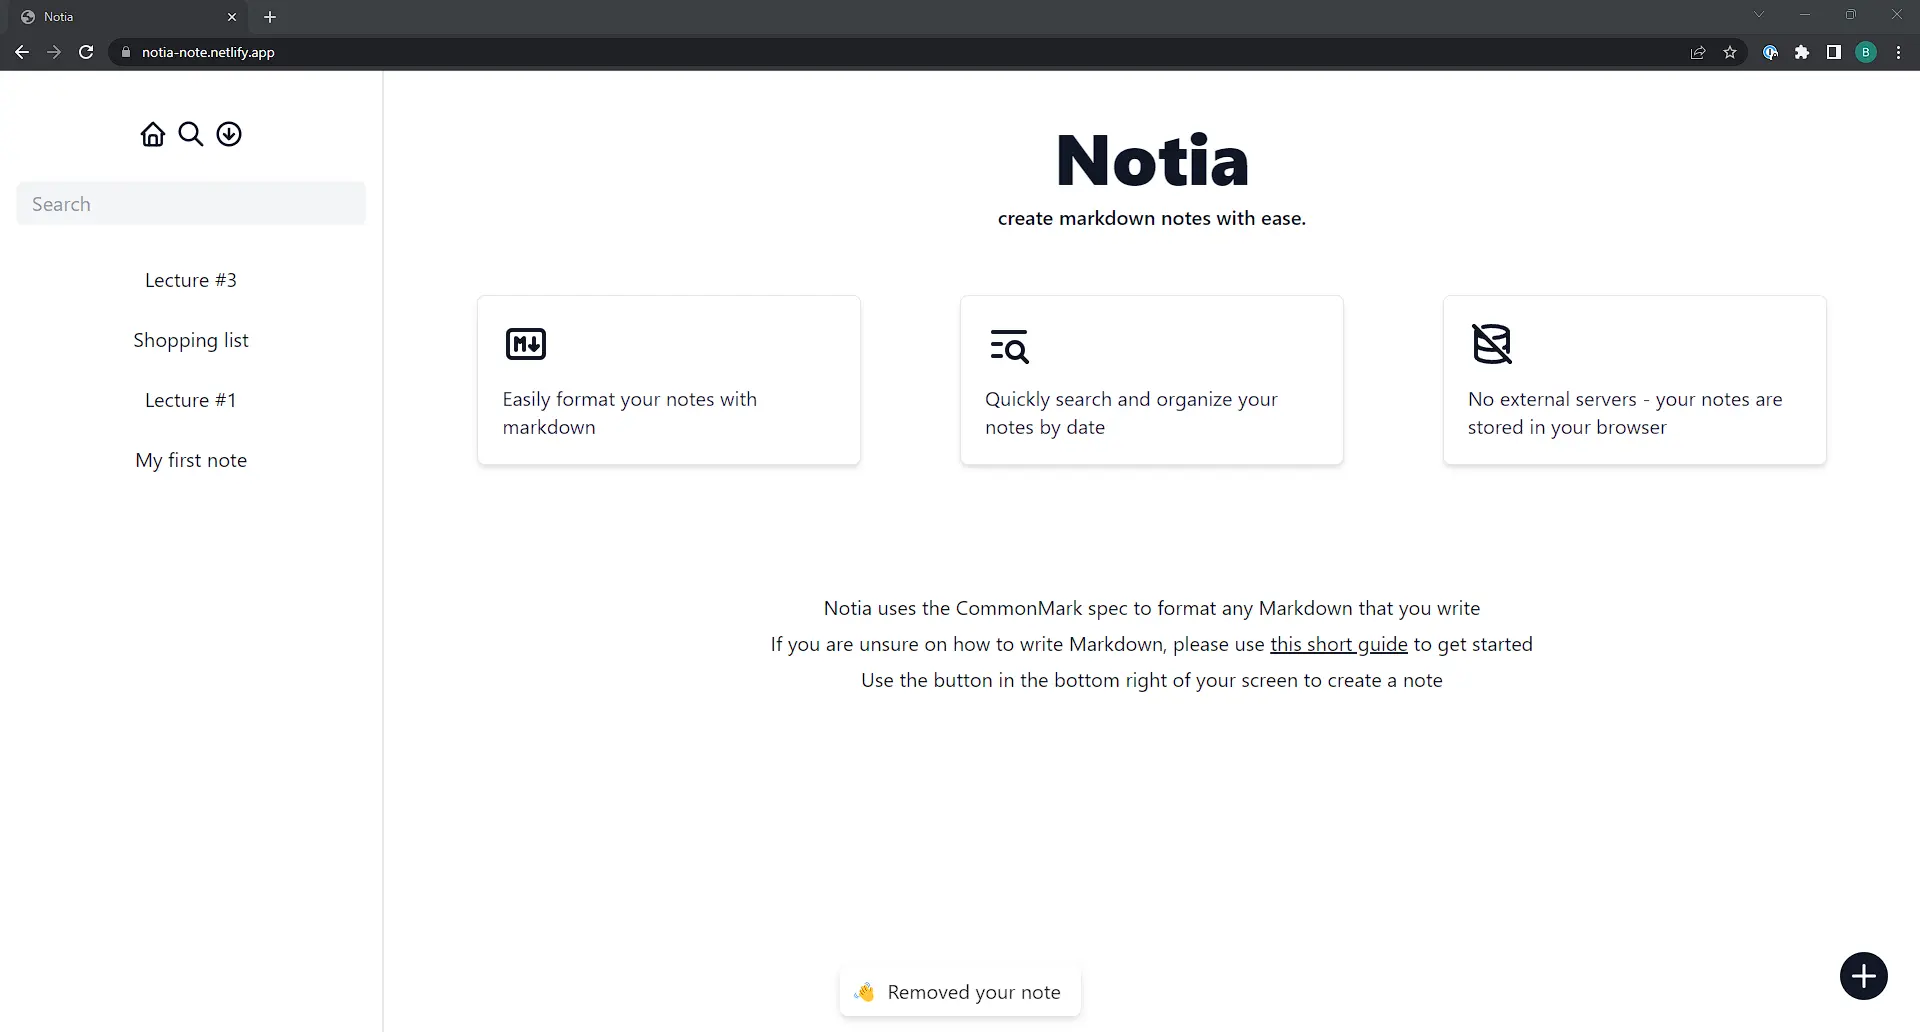 Notia
notia-note.netlify.app
B
Search
Lecture #3
Shopping list
Lecture #1
My first note
Notia
create markdown notes with ease.
M
Easily format your notes with
markdown
Quickly search and organize your
notes by date
No external servers - your notes are
stored in your browser
Notia uses the CommonMark spec to format any Markdown that you write
If you are unsure on how to write Markdown, please use this short guide to get started
Use the button in the bottom right of your screen to create a note
👋 Removed your note